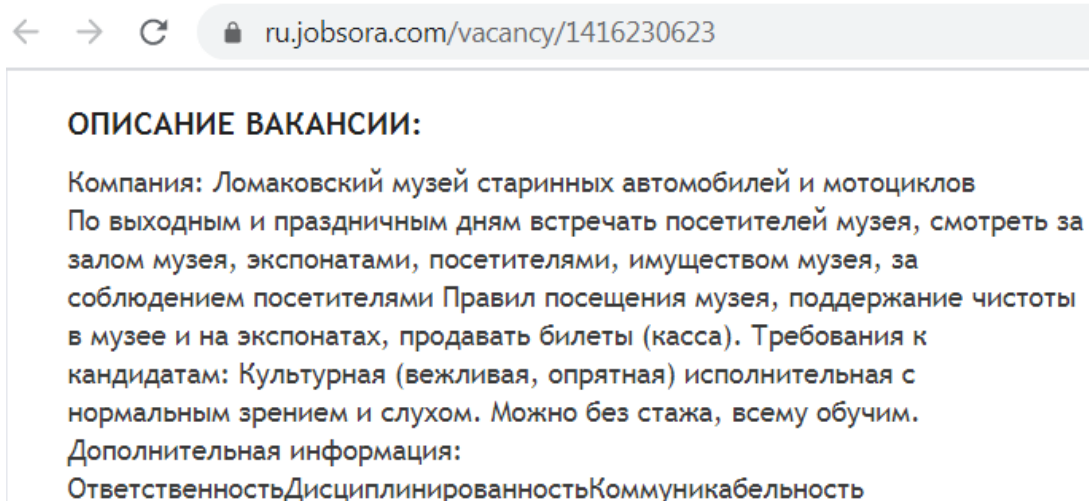 ru.jobsora.com/vacancy/1416230623
ОПИСАНИЕ ВАКАНСИИ:
Компания: Ломаковский музей старинных автомобилей и мотоциклов
По выходным и праздничным дням встречать посетителей музея, смотреть за
залом музея, экспонатами, посетителями, имуществом музея, за
соблюдением посетителями Правил посещения музея, поддержание чистоты
в музее и на экспонатах, продавать билеты (касса). Требования к
кандидатам: Культурная (вежливая, опрятная) исполнительная с
нормальным зрением и слухом. Можно без стажа, всему обучим.
Дополнительная информация:
ОтветственностьДисциплинированностьКоммуникабельность